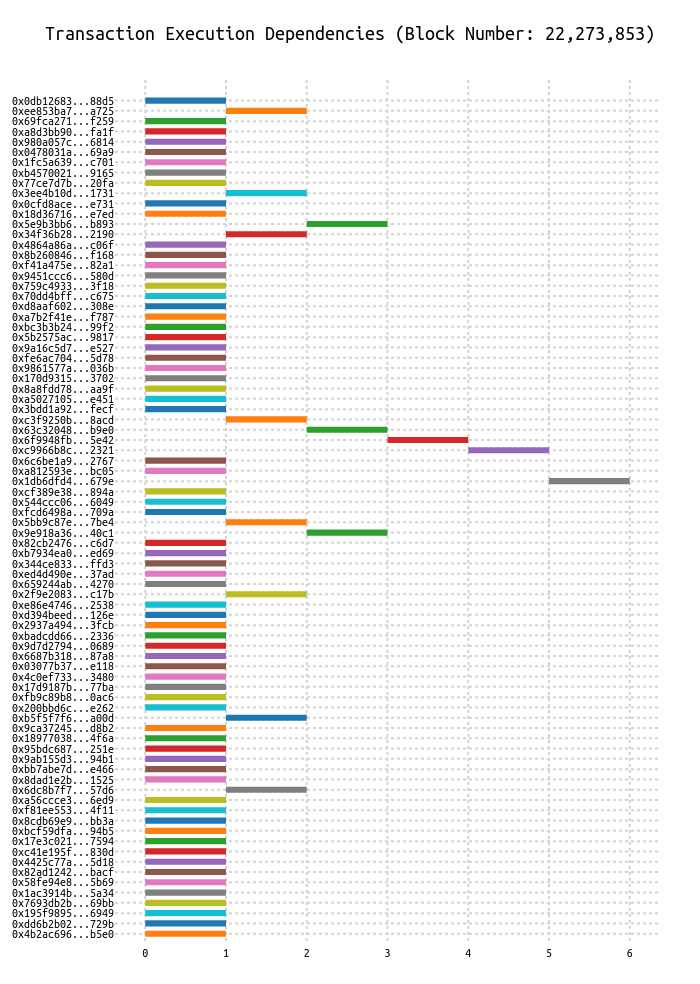 Transaction Execution Dependencies (Block Number: 22,273,853)
0x0db12683...88d5
0xee853ba7...a725
0x69fca271...f259
0xa8d3bb90...fa1f
0x980a057c...6814
0x0478031a...69a9
0x1fc5a639...c701
0xb4570021...9165
0x77ce7d7b...20fa
0x3ee4b10d...1731
0x0cfd8ace...e731
0x18d36716...e7ed
0x5e9b3bb6...b893
0x34f36b28...2190
0x4864a86a...c06f
0x8b260846...f168
0xf41a475e...82a1
0x9451ccc6...580d
0x759c4933...3f18
0x70dd4bff...c675
0xd8aaf602...308e
0xa7b2f41e...f787
0xbc3b3b24...99f2
0x5b2575ac...9817
0x9a16c5d7...e527
0xfe6ac704...5d78
0x9861577a...036b
0x170d9315...3702
0x8a8fdd78...aa9f
0xa5027105...e451
0x3bdd1a92...fecf
0xc3f9250b...8acd
0x63c32048...b9e0
0x6f9948fb...5e42
0xc9966b8c...2321
0x6c6be1a9...2767
0xa812593e...bc05
0x1db6dfd4...679e
0xcf389e38...894a
0x544ccc06...6049
0xfcd6498a...709a
0x5bb9c87e...7be4
0x9e918a36...40c1
0x82cb2476...c6d7
0xb7934ea0...ed69
0x344ce833...ffd3
0xed4d490e...37ad
0x659244ab...4270
0x2f9e2083...c17b
0xe86e4746...2538
0xd394beed...126e
0x2937a494...3fcb
0xbadcdd66...2336
0x9d7d2794...0689
0x6687b318...87a8
0x03077b37...e118
0x4c0ef733...3480
0x17d9187b...77ba
0xfb9c89b8...0ac6
0x200bbd6c...e262
0xb5f5f7f6...a00d
0x9ca37245...d8b2
0x18977038...4f6a
0x95bdc687...251e
0x9ab155d3...94b1
0xbb7abe7d...e466
0x8dad1e2b...1525
0x6dc8b7f7...57d6
0xa56ccce3...6ed9
0xf81ee553...4f11
0x8cdb69e9...bb3a
0xbcf59dfa...94b5
0x17e3c021...7594
0xc41e195f...830d
0x4425c77a...5d18
0x82ad1242...bacf
0x58fe94e8...5b69
0x1ac3914b...5a34
0x7693db2b...69bb
0x195f9895...6949
0xdd6b2b02...729b
0x4b2ac696...b5e0
0 1 2 3 4 5 6